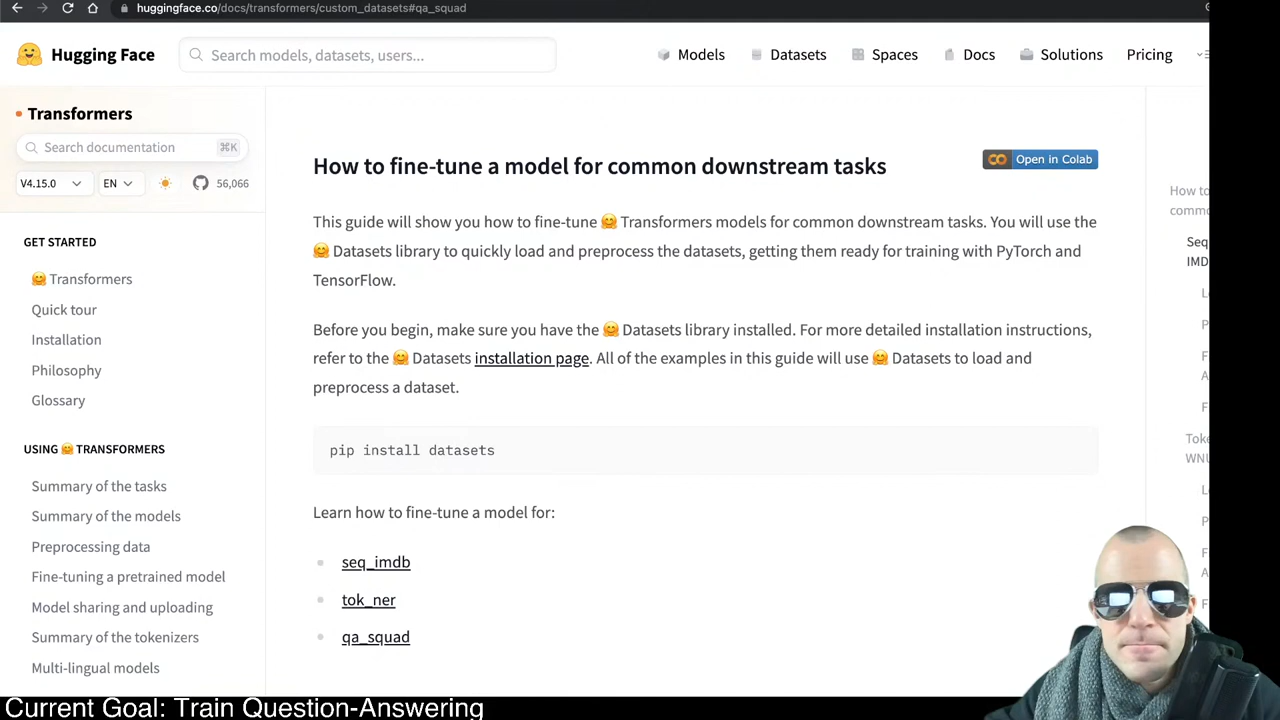 huggingface.co/docs/transformers/custom_datasets#qa_squad
Hugging Face
Search models, datasets, users...
Models
Datasets
Spaces
Docs
Solutions
Pricing
Transformers
Search documentation
⌘K
V4.15.0
EN
56,066
GET STARTED
🤗 Transformers
Quick tour
Installation
Philosophy
Glossary
USING 🤗 TRANSFORMERS
Summary of the tasks
Summary of the models
Preprocessing data
Fine-tuning a pretrained model
Model sharing and uploading
Summary of the tokenizers
Multi-lingual models
How to fine-tune a model for common downstream tasks
Open in Colab
This guide will show you how to fine-tune 🤗 Transformers models for common downstream tasks. You will use the
🤗 Datasets library to quickly load and preprocess the datasets, getting them ready for training with PyTorch and
TensorFlow.
Before you begin, make sure you have the 🤗 Datasets library installed. For more detailed installation instructions,
refer to the 🤗 Datasets installation page. All of the examples in this guide will use 🤗 Datasets to load and
preprocess a dataset.
pip install datasets
Learn how to fine-tune a model for:
seq_imdb
tok_ner
qa_squad
How to
comm
Seq
IMD
Toke
WNU
Current Goal: Train Question-Answering